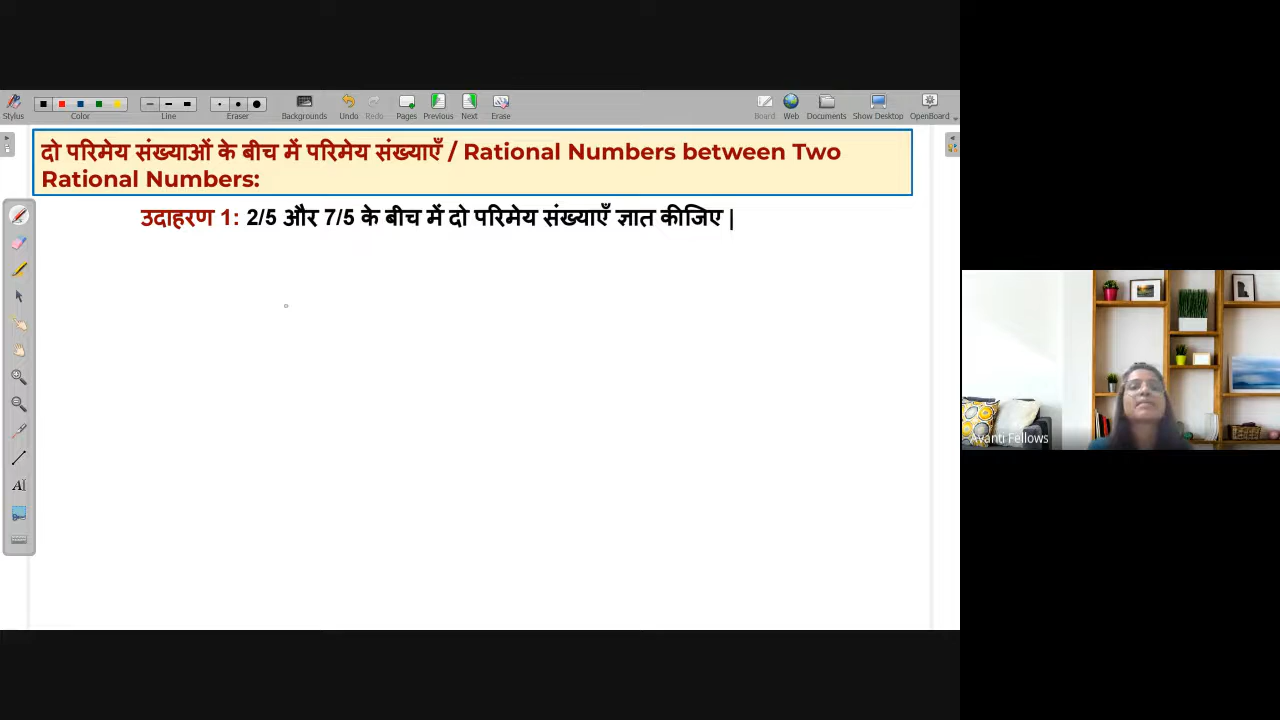 Stylus
Color
Line
Eraser
Backgrounds
Undo
Redo
Pages
Previous
Next
Erase
Board
Web
Documents
Show Desktop
OpenBoard
दो परिमेय संख्याओं के बीच में परिमेय संख्याएँ / Rational Numbers between Two
Rational Numbers:
उदाहरण 1: 2/5 और 7/5 के बीच में दो परिमेय संख्याएँ ज्ञात कीजिए |
Avanti Fellows